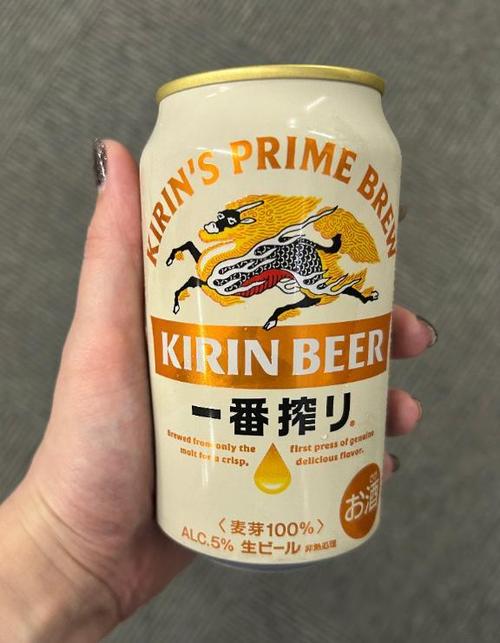 KIRIN'S PRIME BREW
KIRIN BEER
一番搾り®
Brewed from only the
malt for a crisp,
first press of genuine
delicious flavor.
お酒
〈麦芽100%〉
ALC.5% 生ビール 非熱処理